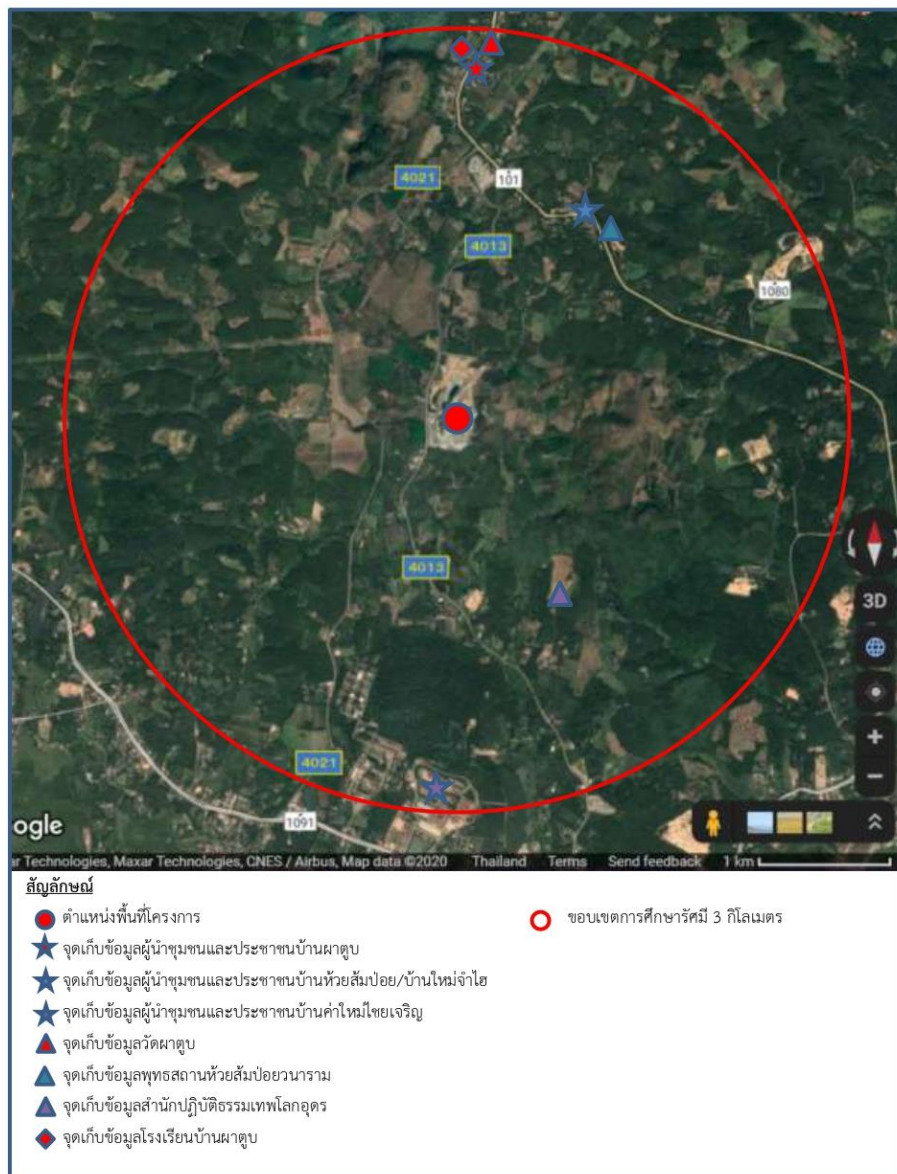 4021
101
4013
1080
4013
3D
4021
1091
ogle
ar Technologies, Maxar Technologies, CNES / Airbus, Map data ©2020 Thailand Terms Send feedback 1 km
สัญลักษณ์
ตำแหน่งพื้นที่โครงการ
ขอบเขตการศึกษารัศมี 3 กิโลเมตร
จุดเก็บข้อมูลผู้นำชุมชนและประชาชนบ้านผาตูบ
จุดเก็บข้อมูลผู้นำชุมชนและประชาชนบ้านห้วยส้มป่อย/บ้านใหม่จำไฮ
จุดเก็บข้อมูลผู้นำชุมชนและประชาชนบ้านค่าใหม่ไชยเจริญ
จุดเก็บข้อมูลวัดผาตูบ
จุดเก็บข้อมูลพุทธสถานห้วยส้มป่อยวนาราม
จุดเก็บข้อมูลสำนักปฏิบัติธรรมเทพโลกอุดร
จุดเก็บข้อมูลโรงเรียนบ้านผาตูบ